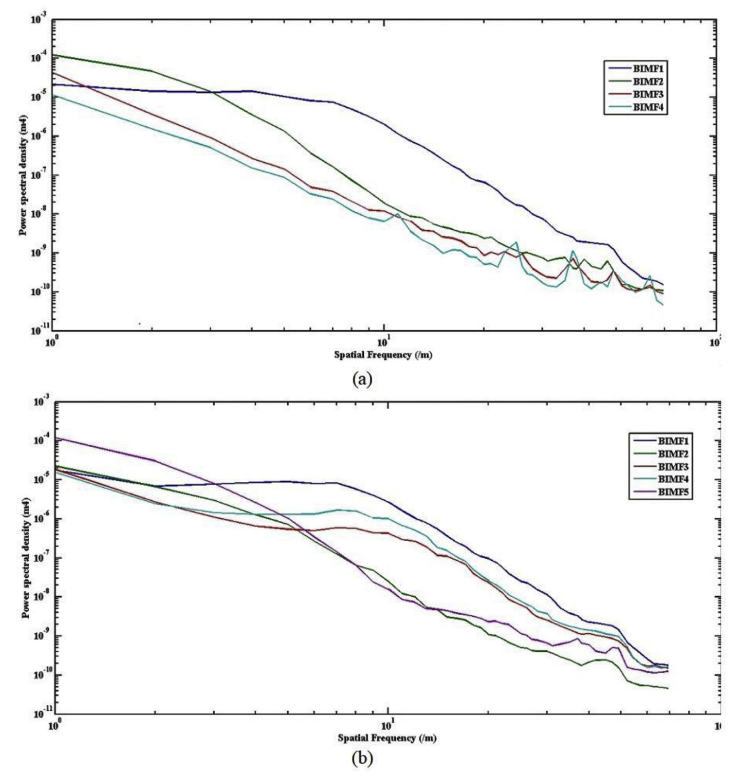 10^-3
10^-4
10^-5
10^-6
10^-7
10^-8
10^-9
10^-10
10^-11
Power spectral density (m4)
BIMF1
BIMF2
BIMF3
BIMF4
10^0
10^1
10^2
Spatial Frequency (/m)
(a)
10^-3
10^-4
10^-5
10^-6
10^-7
10^-8
10^-9
10^-10
10^-11
Power spectral density (m4)
BIMF1
BIMF2
BIMF3
BIMF4
BIMF5
10^0
10^1
10
Spatial Frequency (/m)
(b)